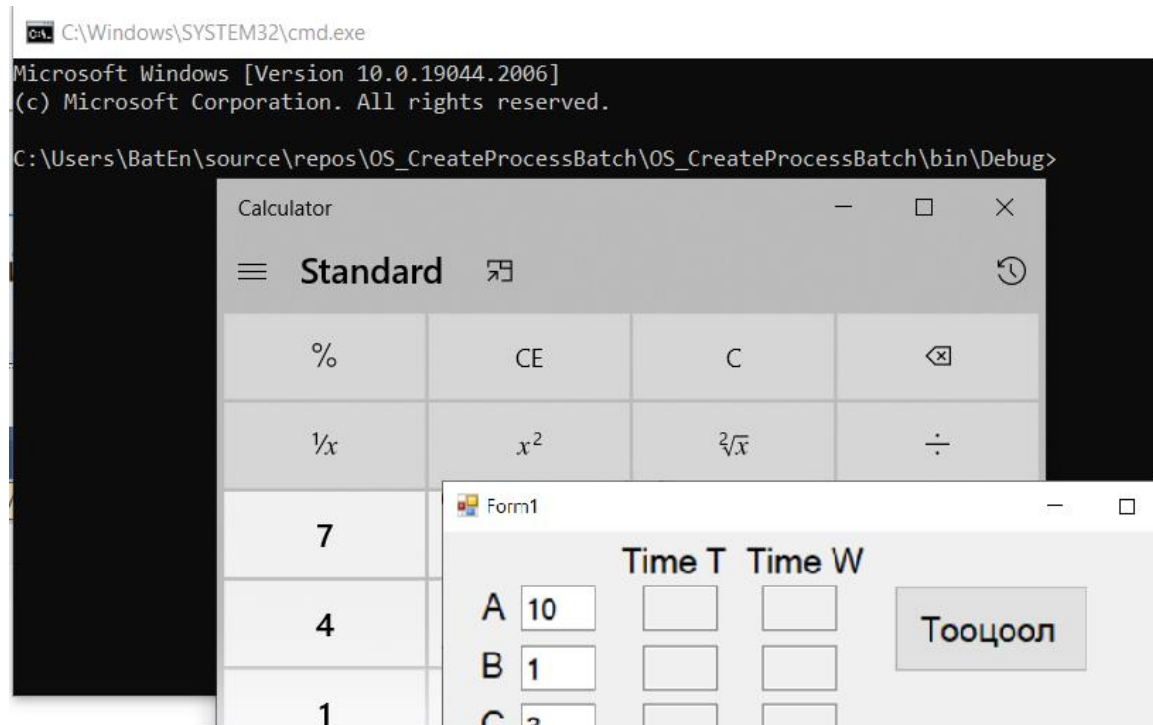 C:\Windows\SYSTEM32\cmd.exe
Microsoft Windows [Version 10.0.19044.2006]
(c) Microsoft Corporation. All rights reserved.
C:\Users\BatEn\source\repos\OS_CreateProcessBatch\OS_CreateProcessBatch\bin\Debug>
Calculator
Standard
% CE C
¹/x x² ²√x ÷
7
4
1
Form1
Time T Time W
A 10
Тооцоол
B 1